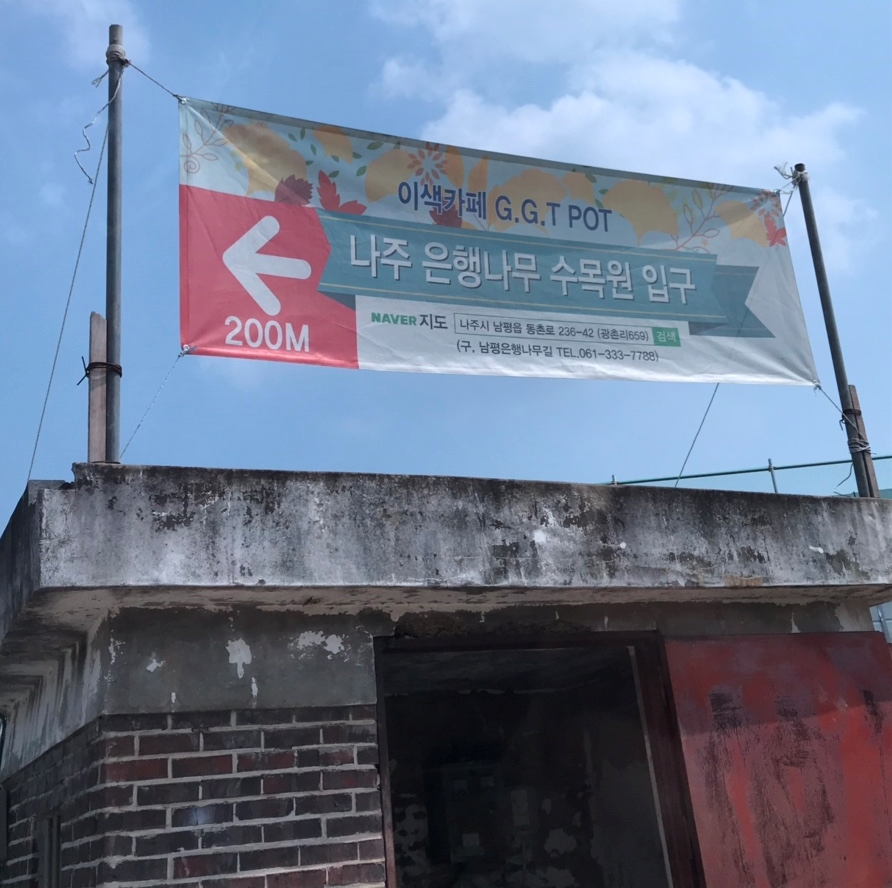 이색카페 G.G.T POT
나주 은행나무 수목원 입구
200M
NAVER 지도 나주시 남평읍 동촌로 236-42 (광촌리659) 검색
(구. 남평은행나무길 TEL.061-333-7788)